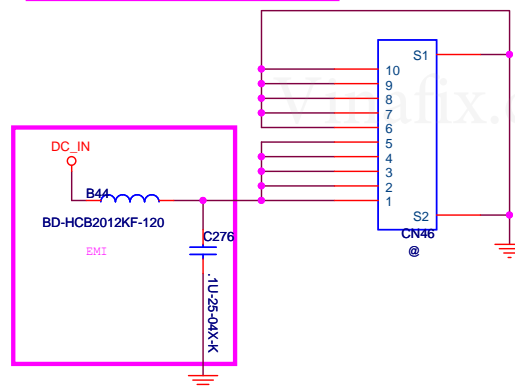 S1
10
9
8
7
6
5
4
3
2
1
S2
CN46
@
DC_IN
B44
BD-HCB2012KF-120
EMI
C276
.1U-25-04X-K
Vinafix.